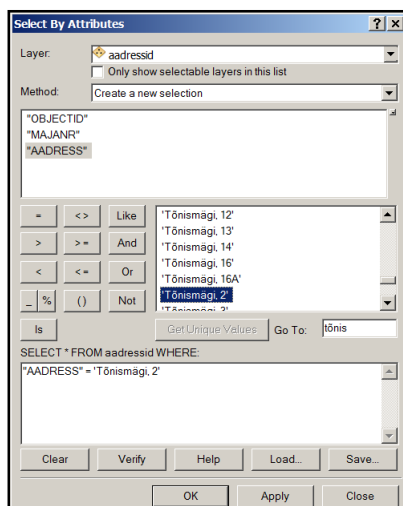 Select By Attributes
Layer: aadressid
Only show selectable layers in this list
Method: Create a new selection
"OBJECTID"
"MAJANR"
"AADRESS"
= <> Like
> >= And
< <= Or
_ % () Not
Is
'Tõnismägi, 12'
'Tõnismägi, 13'
'Tõnismägi, 14'
'Tõnismägi, 16'
'Tõnismägi, 16A'
'Tõnismägi, 2'
'Tõnismägi, 3'
Get Unique Values Go To: tõnis
SELECT * FROM aadressid WHERE:
"AADRESS" = 'Tõnismägi, 2'
Clear Verify Help Load... Save...
OK Apply Close